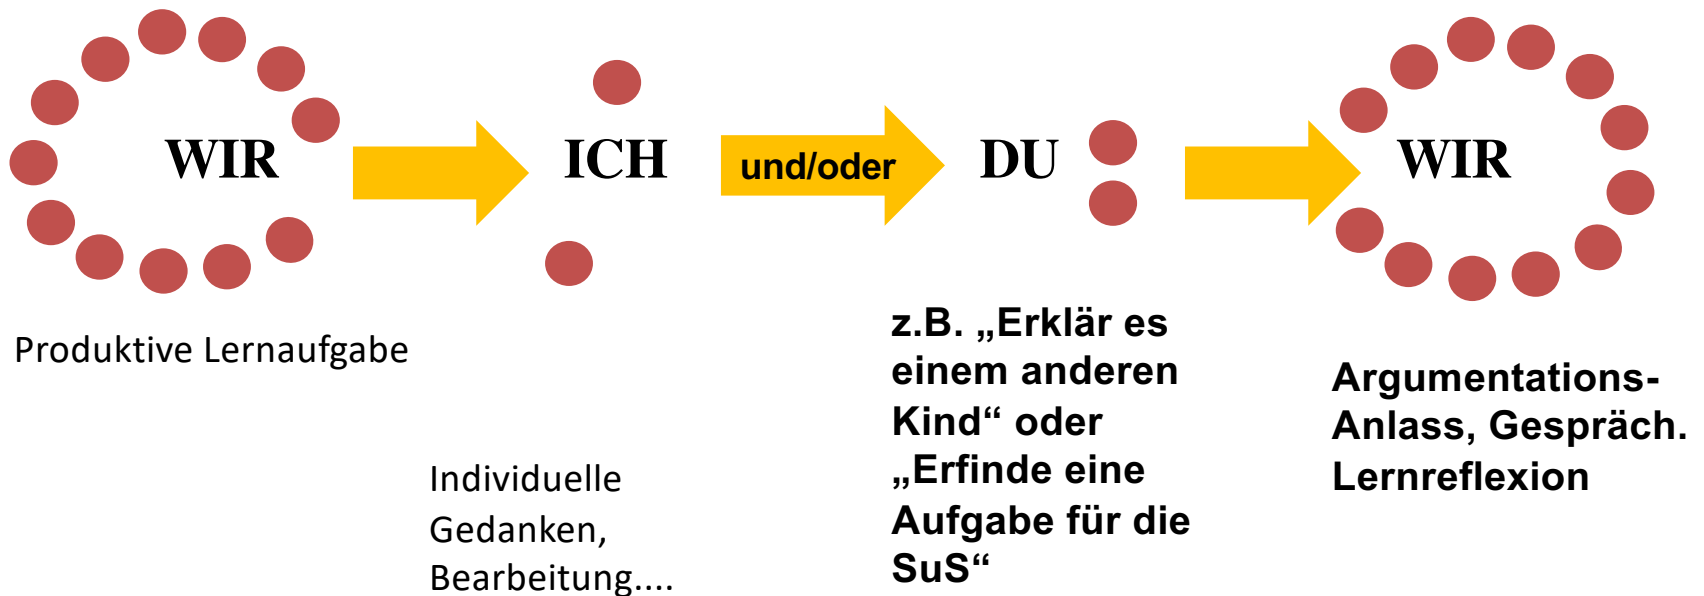 WIR
ICH
und/oder
DU
WIR
Produktive Lernaufgabe
Individuelle
Gedanken,
Bearbeitung....
z.B. „Erklär es
einem anderen
Kind“ oder
„Erfinde eine
Aufgabe für die
SuS“
Argumentations-
Anlass, Gespräch.
Lernreflexion